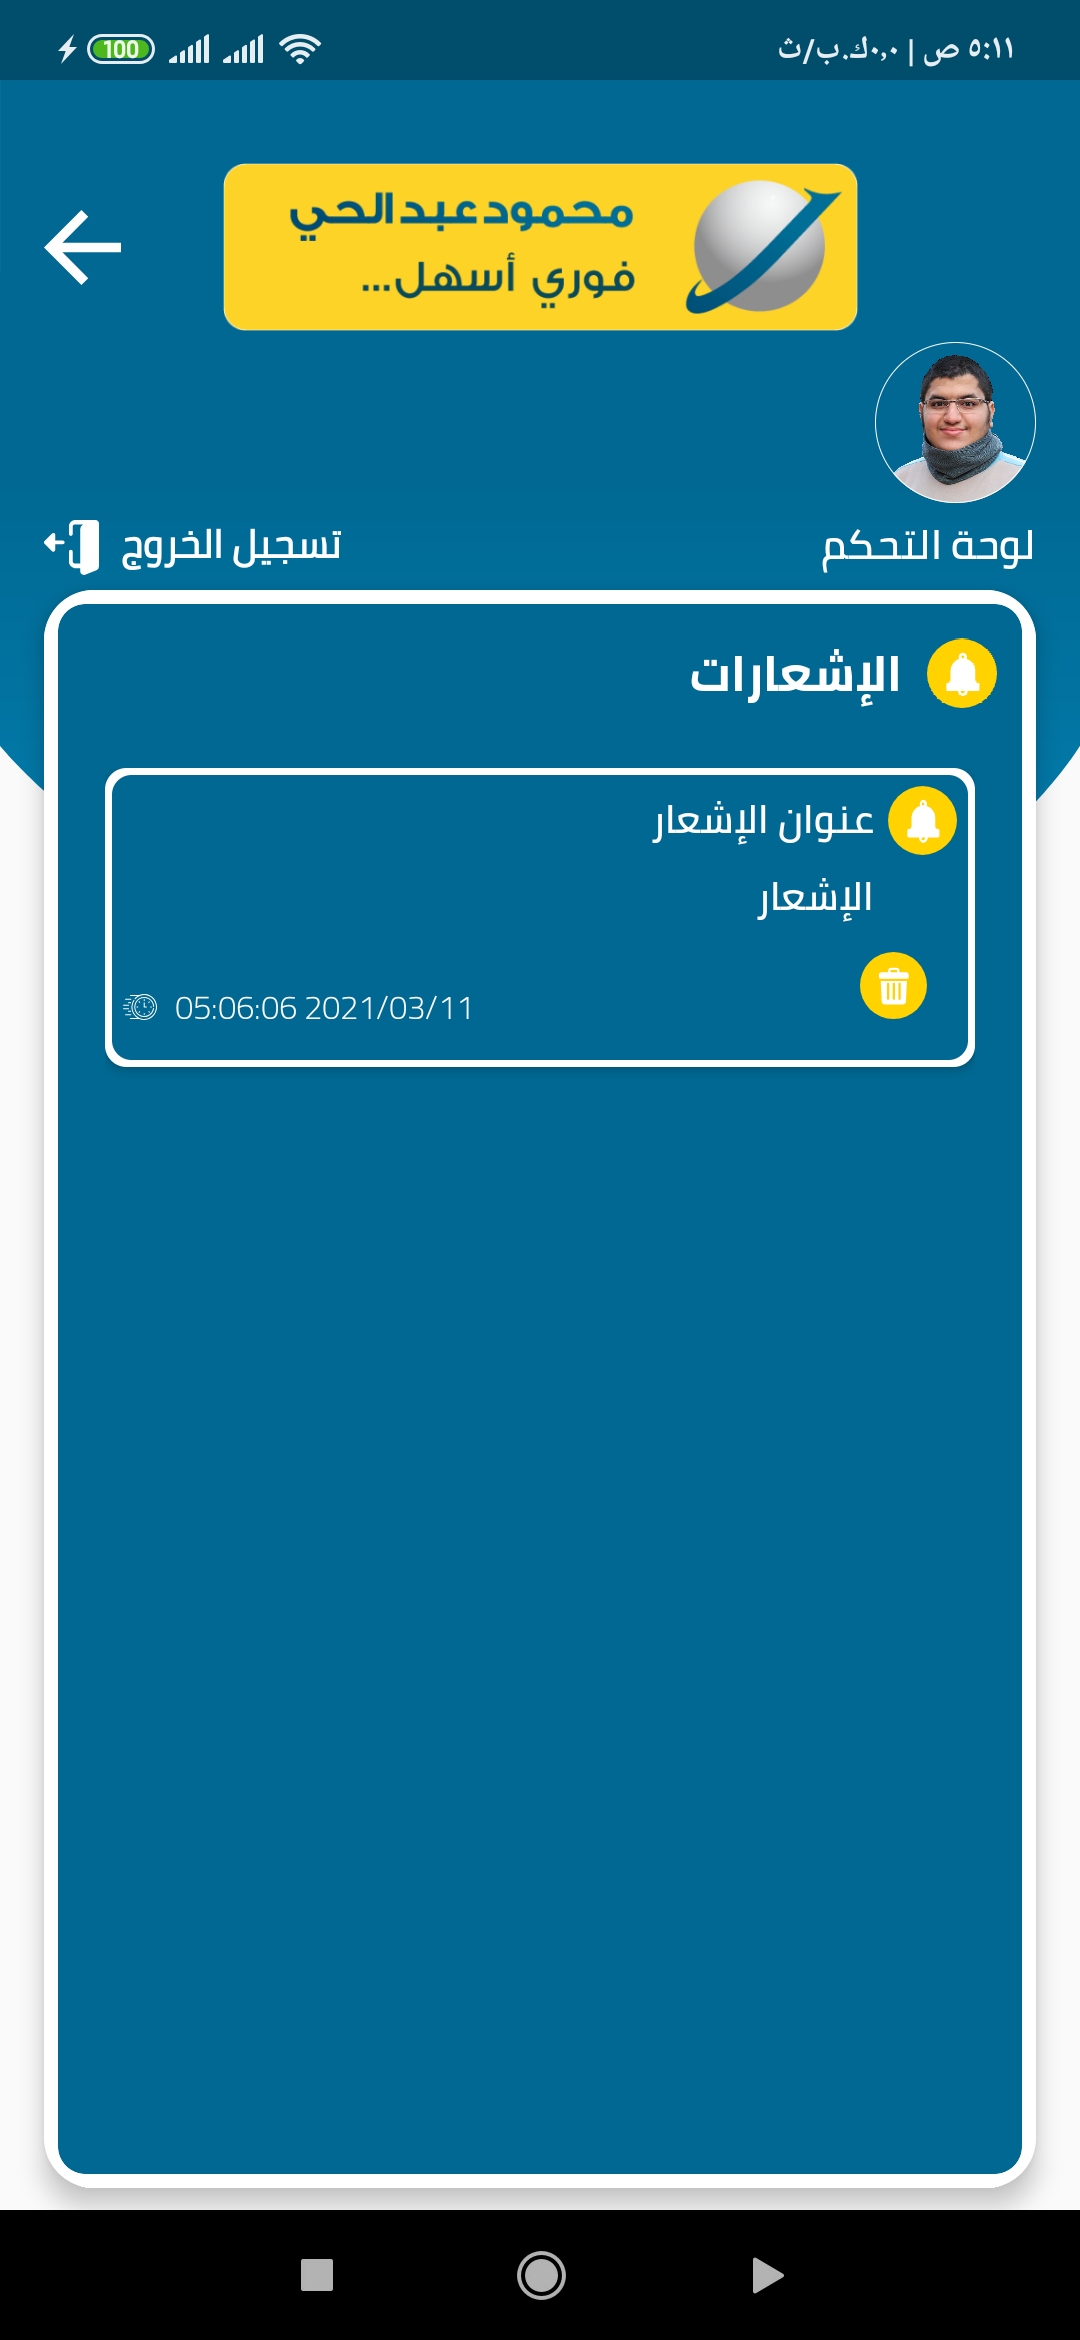 ٥:١١ ص | ٠,٠ك.ب/ث
100
محمود عبد الحي
فوري أسهل...
لوحة التحكم
تسجيل الخروج
الإشعارات
عنوان الإشعار
الإشعار
05:06:06 2021/03/11